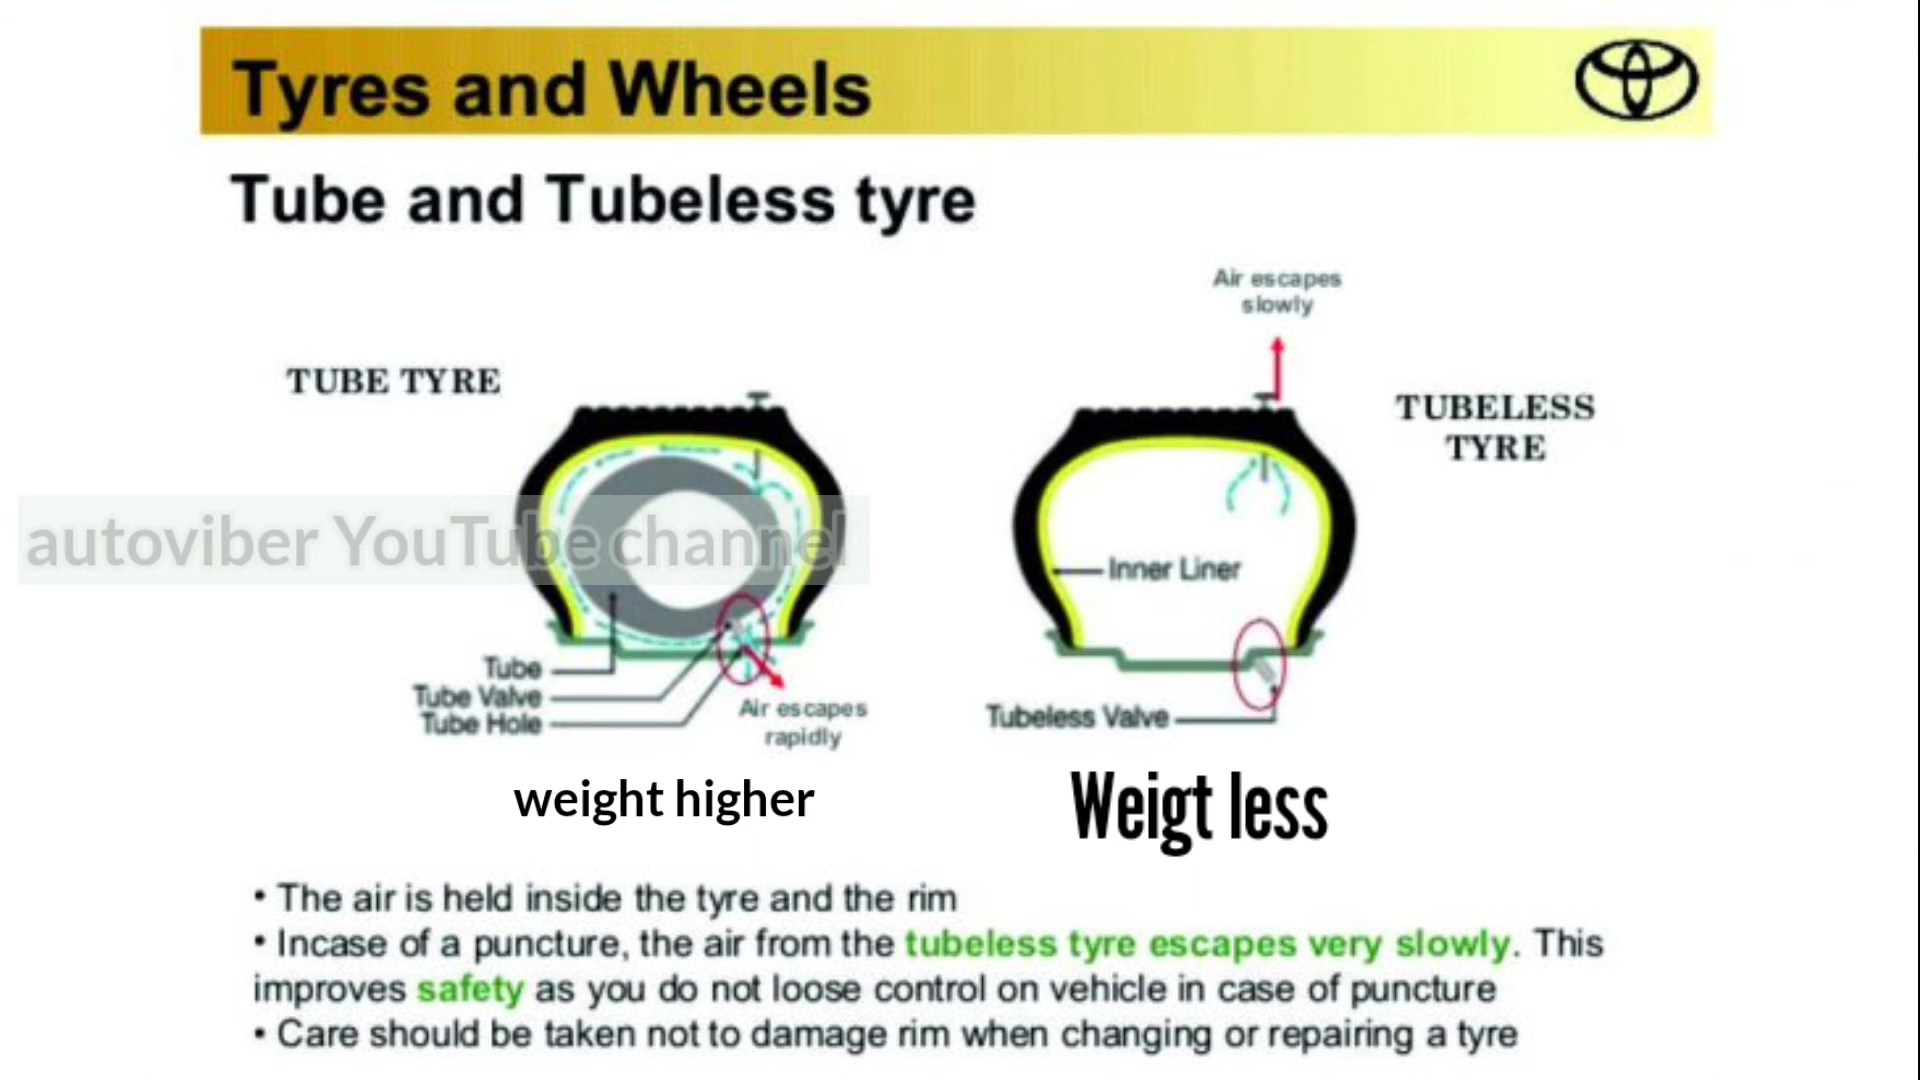 Tyres and Wheels
Tube and Tubeless tyre
Air escapes
slowly
TUBE TYRE
TUBELESS
TYRE
autoviber YouTube channel
Inner Liner
Tube
Tube Valve
Tube Hole
Air escapes
rapidly
Tubeless Valve
weight higher
Weigt less
• The air is held inside the tyre and the rim
• Incase of a puncture, the air from the tubeless tyre escapes very slowly. This
improves safety as you do not loose control on vehicle in case of puncture
• Care should be taken not to damage rim when changing or repairing a tyre